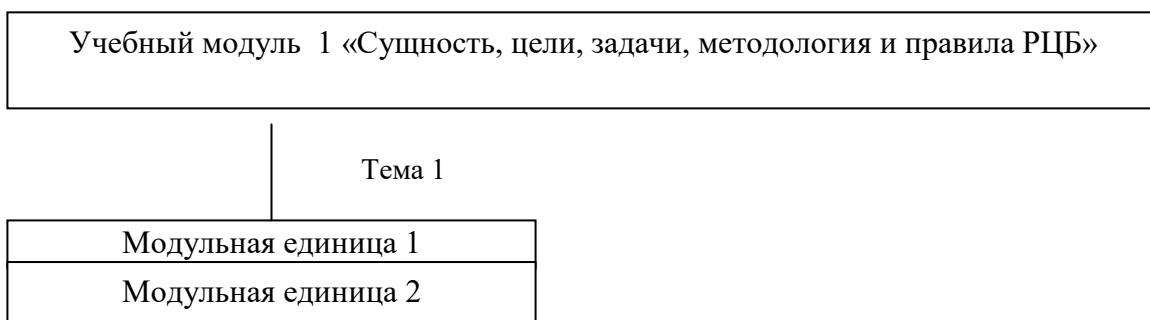 Учебный модуль 1 «Сущность, цели, задачи, методология и правила РЦБ»
Тема 1
Модульная единица 1
Модульная единица 2